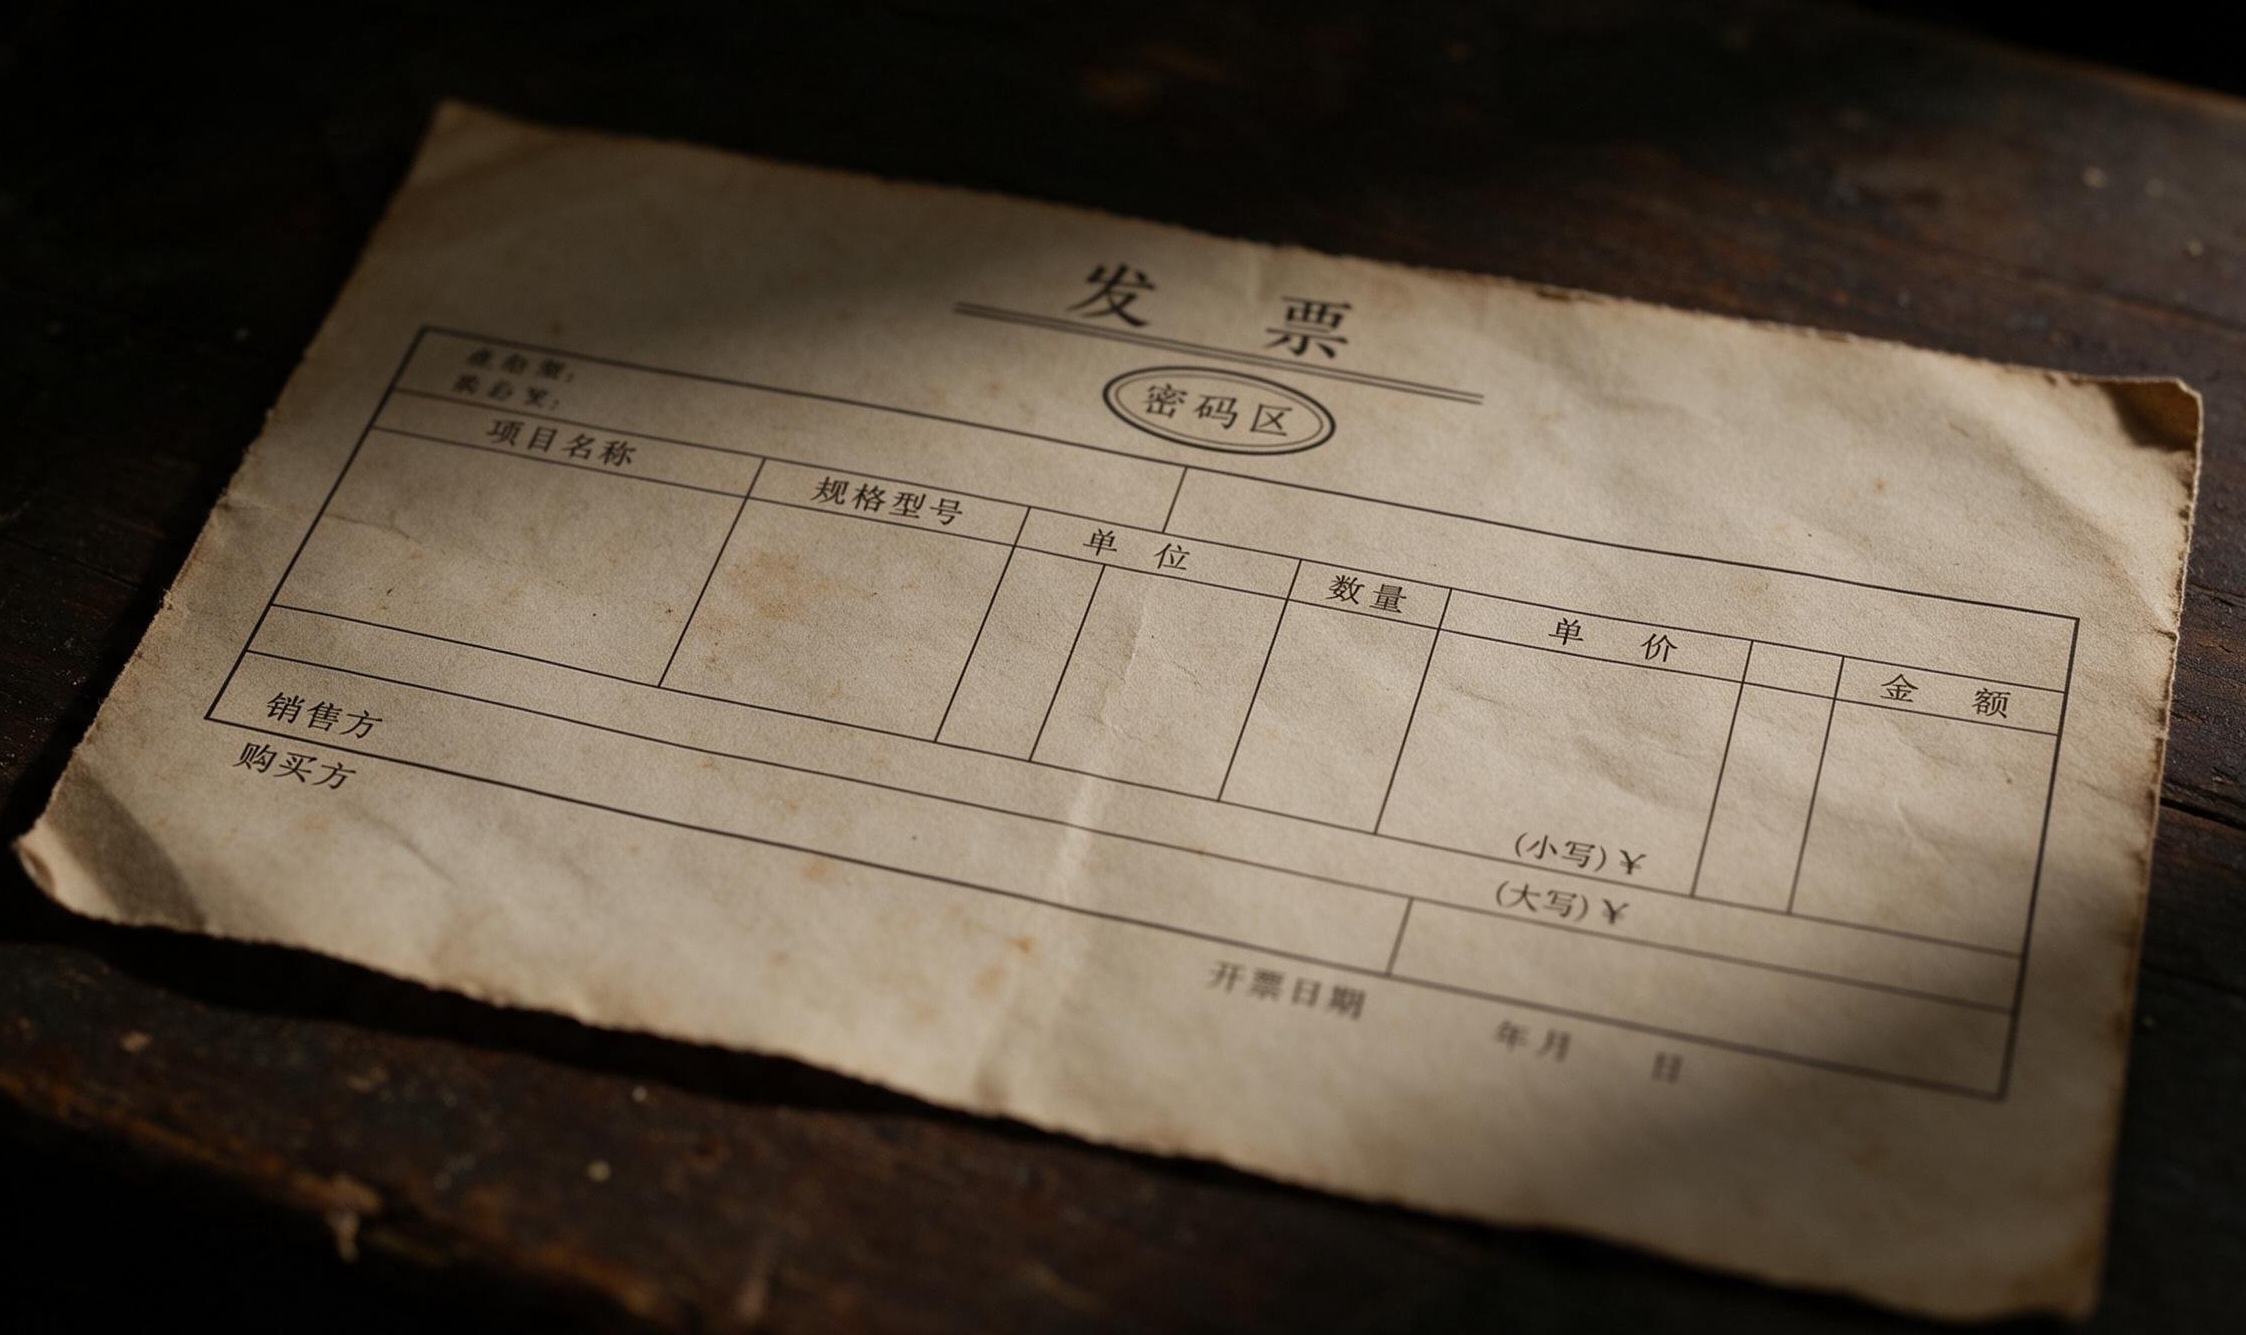 发 票
密码区
项目名称 规格型号 单 位 数量 单 价 金 额
(小写) ¥
(大写) ¥
销售方
购买方
开票日期 年 月 日